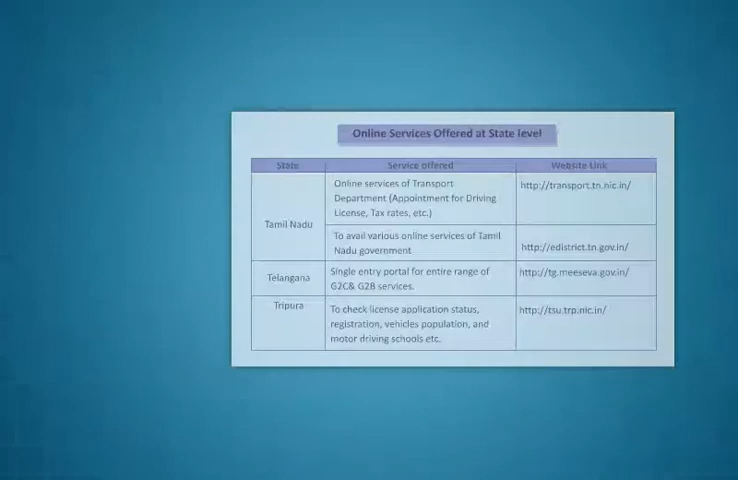 Online Services Offered at State level
State Service offered Website Link
Tamil Nadu
Online services of Transport
Department (Appointment for Driving
License, Tax rates, etc.)
http://transport.tn.nic.in/
To avail various online services of Tamil
Nadu government
http://edistrict.tn.gov.in/
Telangana
Single entry portal for entire range of
G2C& G2B services.
http://tg.meeseva.gov.in/
Tripura
To check license application status,
registration, vehicles population, and
motor driving schools etc.
http://tsu.trp.nic.in/